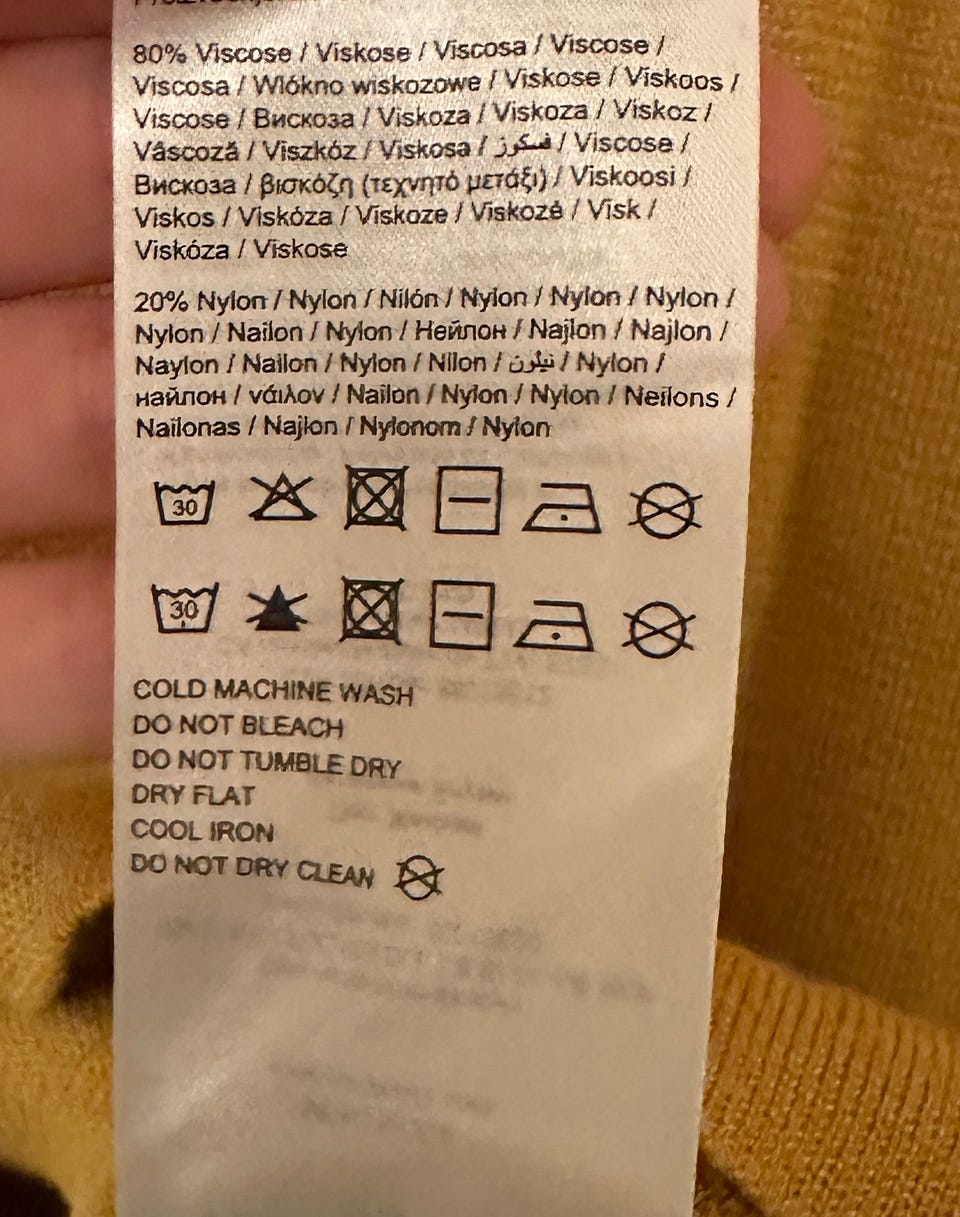 80% Viscose / Viskose / Viscosa / Viscose /
Viscosa / Wlókno wiskozowe / Viskose / Viskoos /
Viscose / Вискоза / Viskoza / Viskoza / Viskoz /
Vâscoză / Viszkóz / Viskosa / فسكوز / Viscose /
Вискоза / βισκόζη (τεχνητό μετάξι) / Viskoosi /
Viskos / Viskóza / Viskoze / Viskozė / Visk /
Viskóza / Viskose
20% Nylon / Nylon / Nilón / Nylon / Nylon / Nylon /
Nylon / Nailon / Nylon / Нейлон / Najlon / Najlon /
Naylon / Nailon / Nylon / Nilon / نيلون / Nylon /
найлон / νάιλον / Nailon / Nylon / Nylon / Neilons /
Nailonas / Najlon / Nylonom / Nylon
30
30
COLD MACHINE WASH
DO NOT BLEACH
DO NOT TUMBLE DRY
DRY FLAT
COOL IRON
DO NOT DRY CLEAN